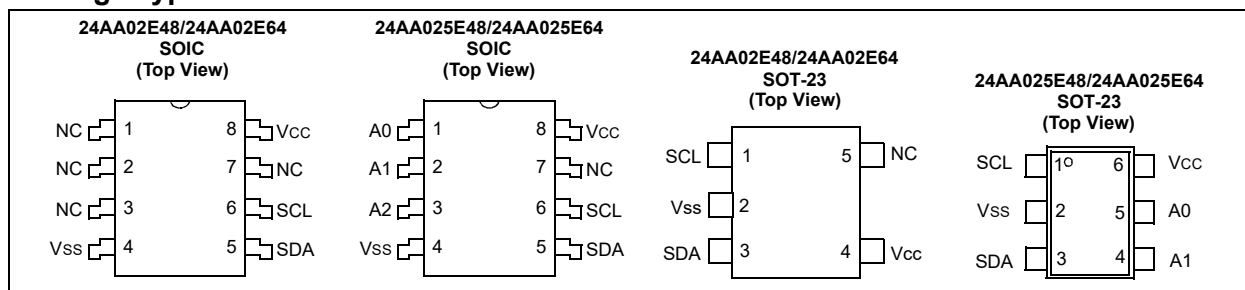 24AA02E48/24AA02E64
SOIC
(Top View)
NC 1 8 VCC
NC 2 7 NC
NC 3 6 SCL
VSS 4 5 SDA
24AA025E48/24AA025E64
SOIC
(Top View)
A0 1 8 VCC
A1 2 7 NC
A2 3 6 SCL
VSS 4 5 SDA
24AA02E48/24AA02E64
SOT-23
(Top View)
SCL 1 5 NC
Vss 2
SDA 3 4 Vcc
24AA025E48/24AA025E64
SOT-23
(Top View)
SCL 1 6 VCC
VSS 2 5 A0
SDA 3 4 A1